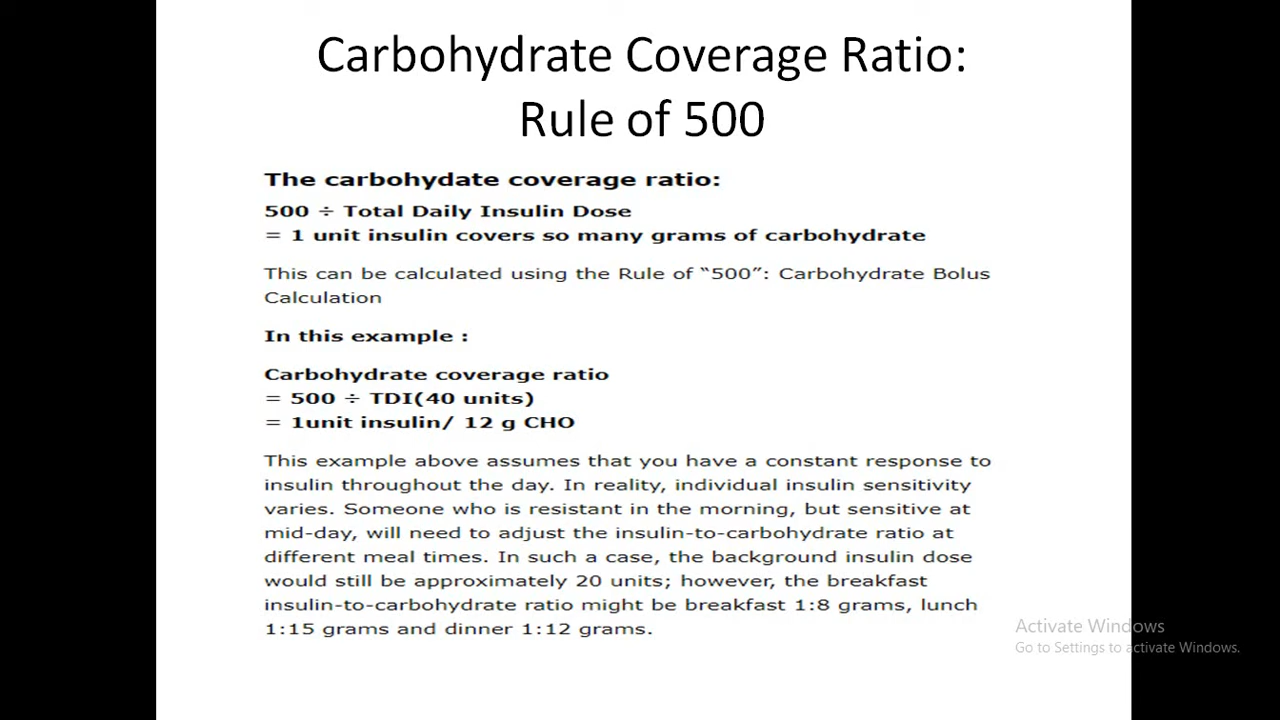 Carbohydrate Coverage Ratio:
Rule of 500
The carbohydate coverage ratio:
500 ÷ Total Daily Insulin Dose
= 1 unit insulin covers so many grams of carbohydrate
This can be calculated using the Rule of “500”: Carbohydrate Bolus
Calculation
In this example :
Carbohydrate coverage ratio
= 500 ÷ TDI(40 units)
= 1unit insulin/ 12 g CHO
This example above assumes that you have a constant response to
insulin throughout the day. In reality, individual insulin sensitivity
varies. Someone who is resistant in the morning, but sensitive at
mid-day, will need to adjust the insulin-to-carbohydrate ratio at
different meal times. In such a case, the background insulin dose
would still be approximately 20 units; however, the breakfast
insulin-to-carbohydrate ratio might be breakfast 1:8 grams, lunch
1:15 grams and dinner 1:12 grams.
Activate Windows
Go to Settings to activate Windows.